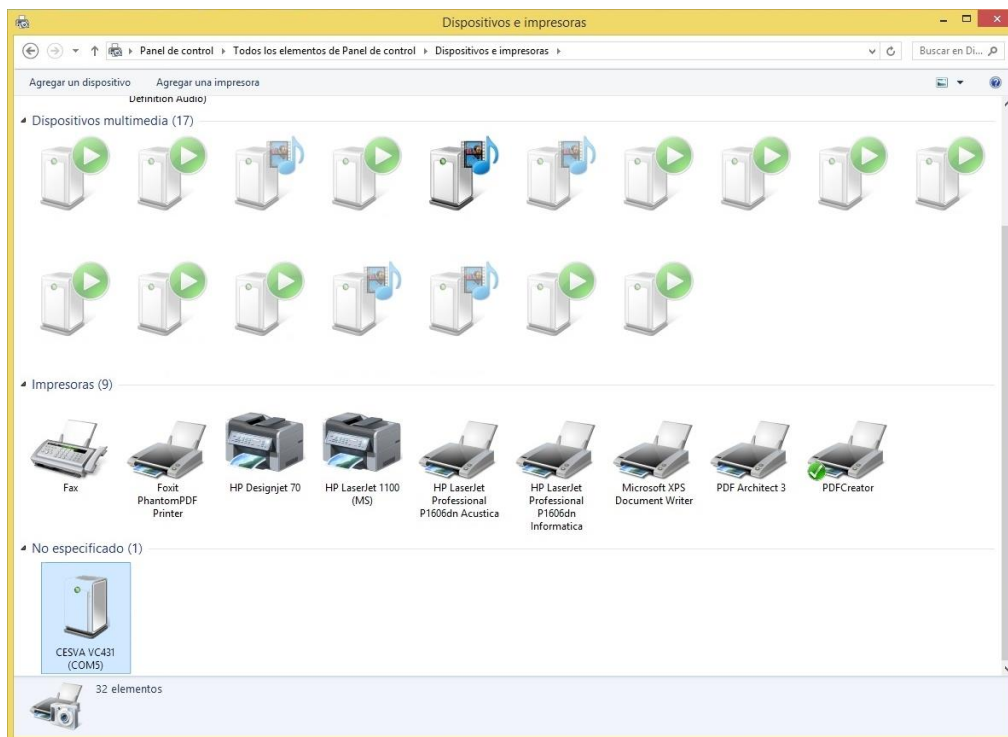 Dispositivos e impresoras
Panel de control Todos los elementos de Panel de control Dispositivos e impresoras
Buscar en Di...
Agregar un dispositivo Agregar una impresora
Definition Audio)
Dispositivos multimedia (17)
Impresoras (9)
Fax
Foxit
PhantomPDF
Printer
HP Designjet 70
HP LaserJet 1100
(MS)
HP LaserJet
Professional
P1606dn Acustica
HP LaserJet
Professional
P1606dn
Informatica
Microsoft XPS
Document Writer
PDF Architect 3
PDFCreator
No especificado (1)
CESVA VC431
(COM5)
32 elementos